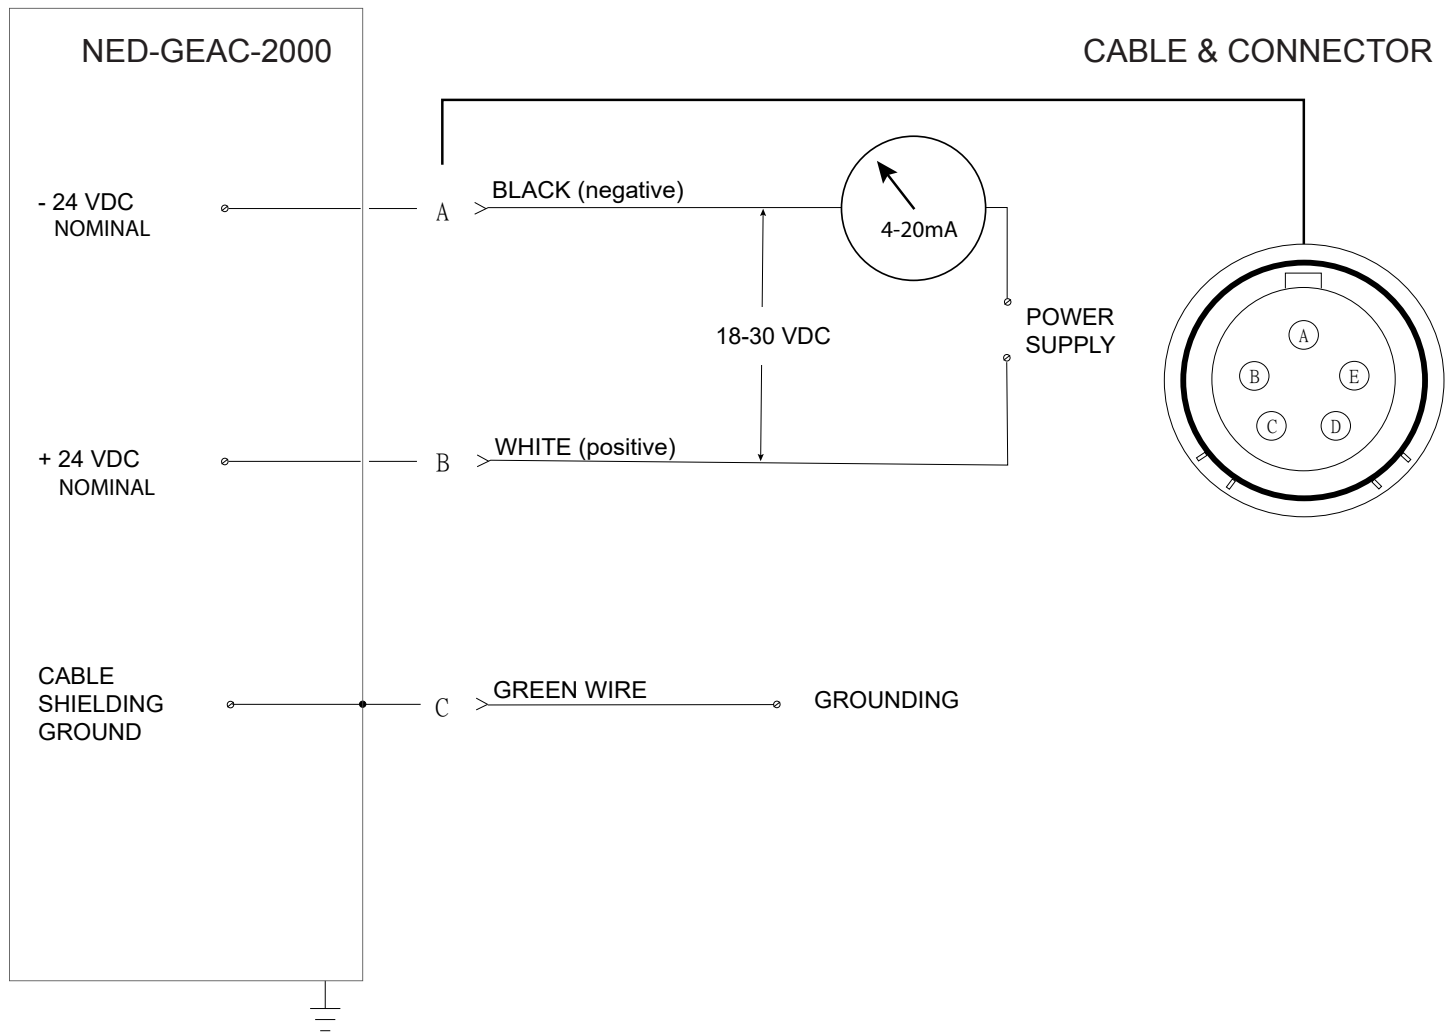 NED-GEAC-2000
CABLE & CONNECTOR
- 24 VDC
NOMINAL
A
BLACK (negative)
4-20mA
18-30 VDC
POWER
SUPPLY
+ 24 VDC
NOMINAL
B
WHITE (positive)
A
B
E
C
D
CABLE
SHIELDING
GROUND
C
GREEN WIRE
GROUNDING